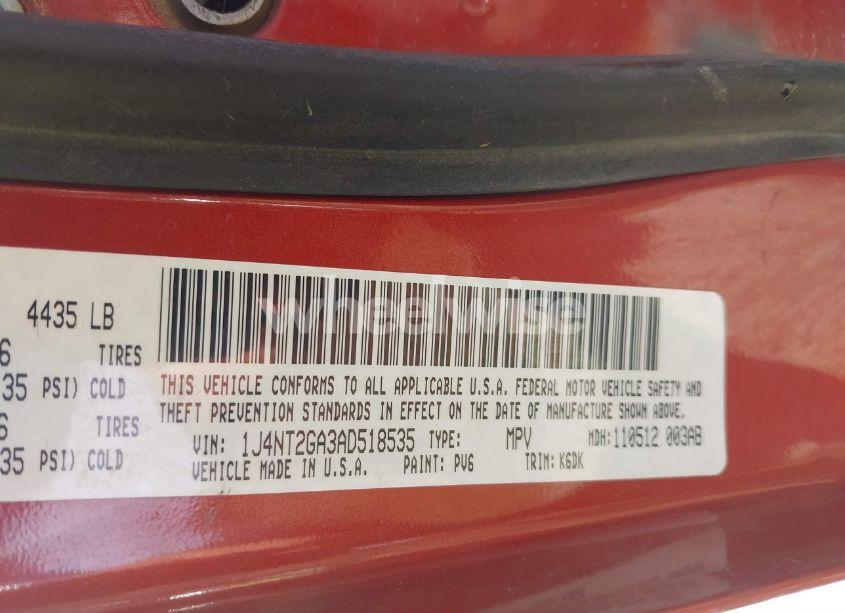 4435 LB
6 TIRES
35 PSI) COLD
6 TIRES
35 PSI) COLD
THIS VEHICLE CONFORMS TO ALL APPLICABLE U.S.A. FEDERAL MOTOR VEHICLE SAFETY AND
THEFT PREVENTION STANDARDS IN EFFECT ON THE DATE OF MANUFACTURE SHOWN ABOVE.
VIN: 1J4NT2GA3AD518535 TYPE: MPV MDH:110512 003AB
VEHICLE MADE IN U.S.A. PAINT: PV6 TRIM: K6DK
wheelwise